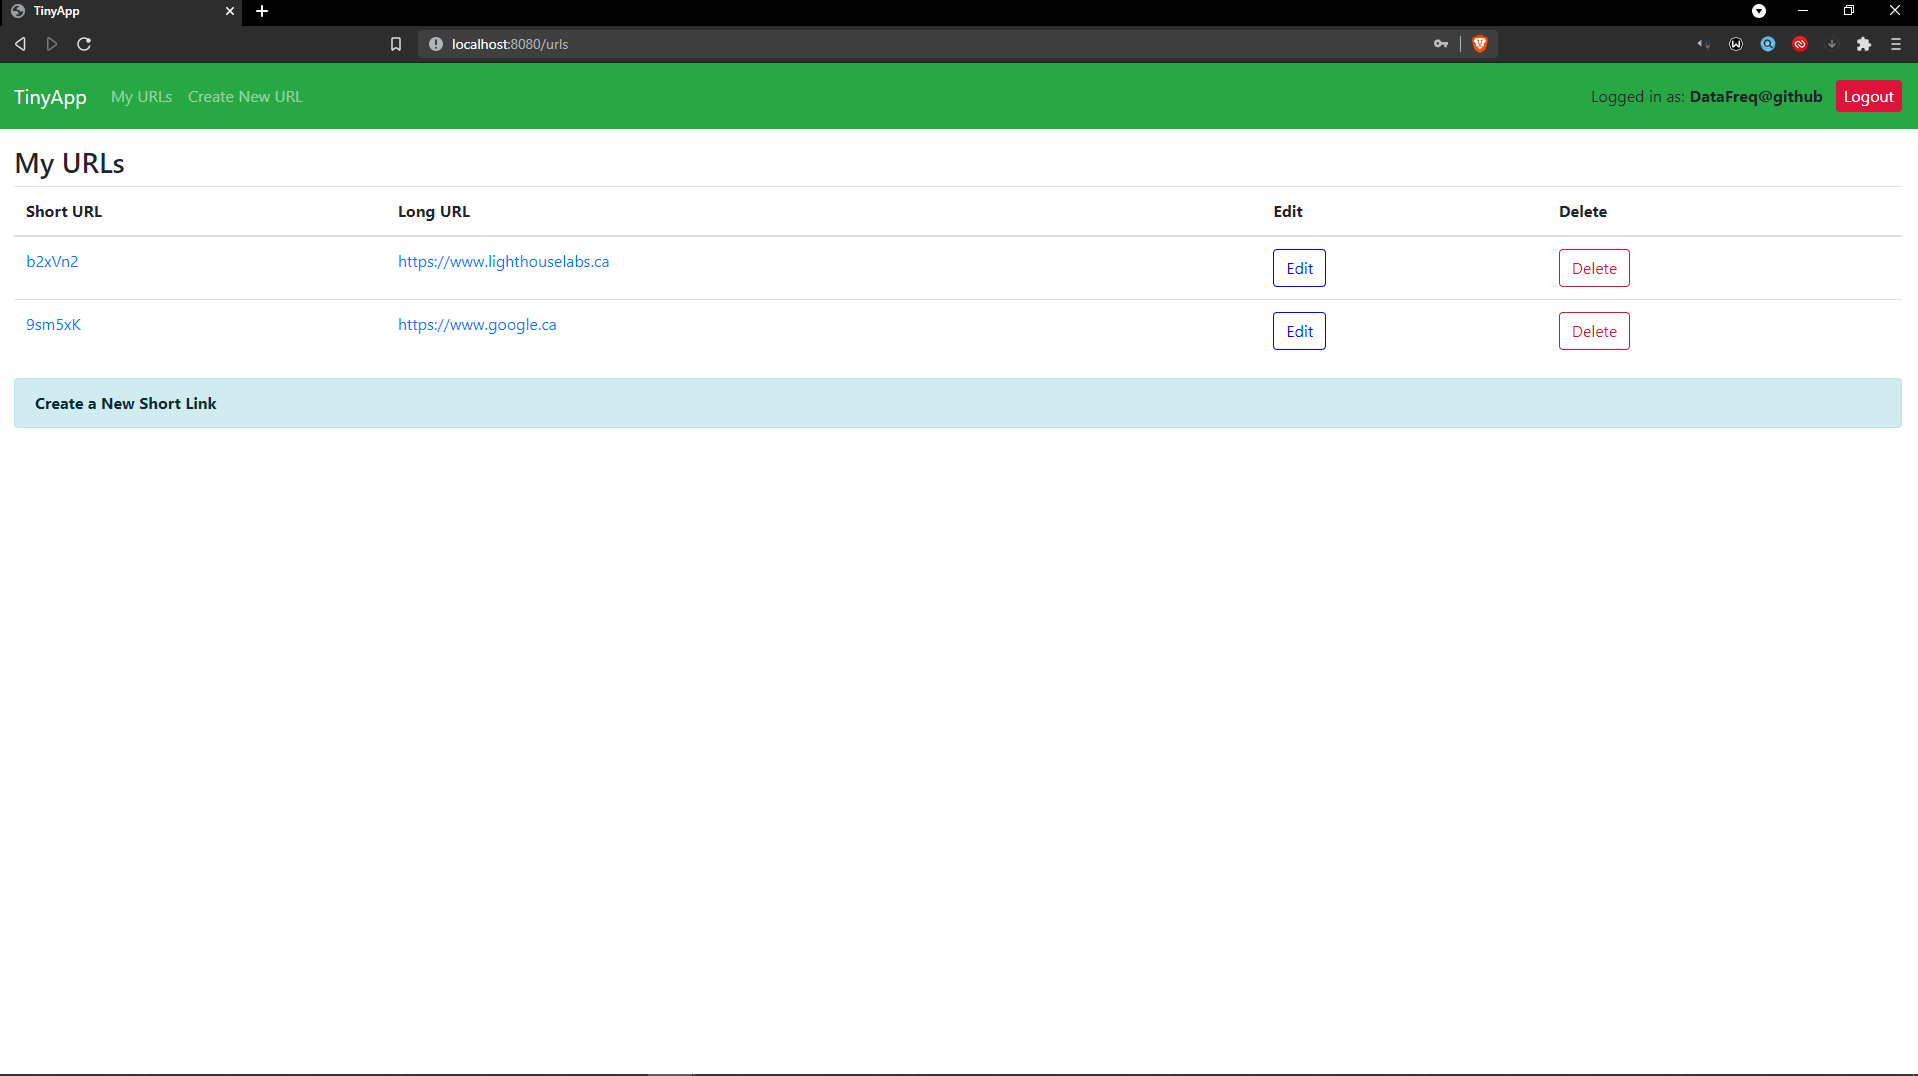 TinyApp
localhost:8080/urls
TinyApp My URLs Create New URL Logged in as: DataFreq@github Logout
My URLs
Short URL Long URL Edit Delete
b2xVn2 https://www.lighthouselabs.ca Edit Delete
9sm5xK https://www.google.ca Edit Delete
Create a New Short Link